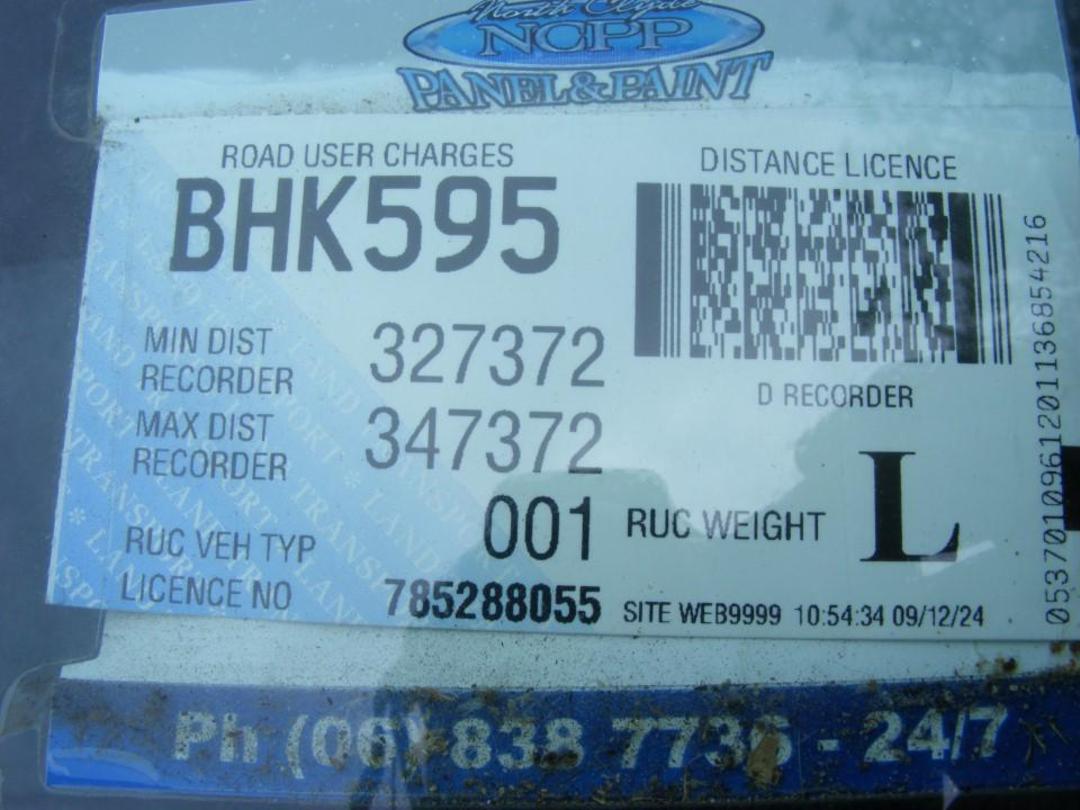 North Clyde
NCPP
PANEL & PAINT
ROAD USER CHARGES
BHK595
DISTANCE LICENCE
MIN DIST RECORDER 327372
MAX DIST RECORDER 347372
D RECORDER
RUC VEH TYP 001
RUC WEIGHT L
LICENCE NO 785288055
SITE WEB9999 10:54:34 09/12/24
05370109612011368542​16
Ph (06) 838 7736 - 24/7